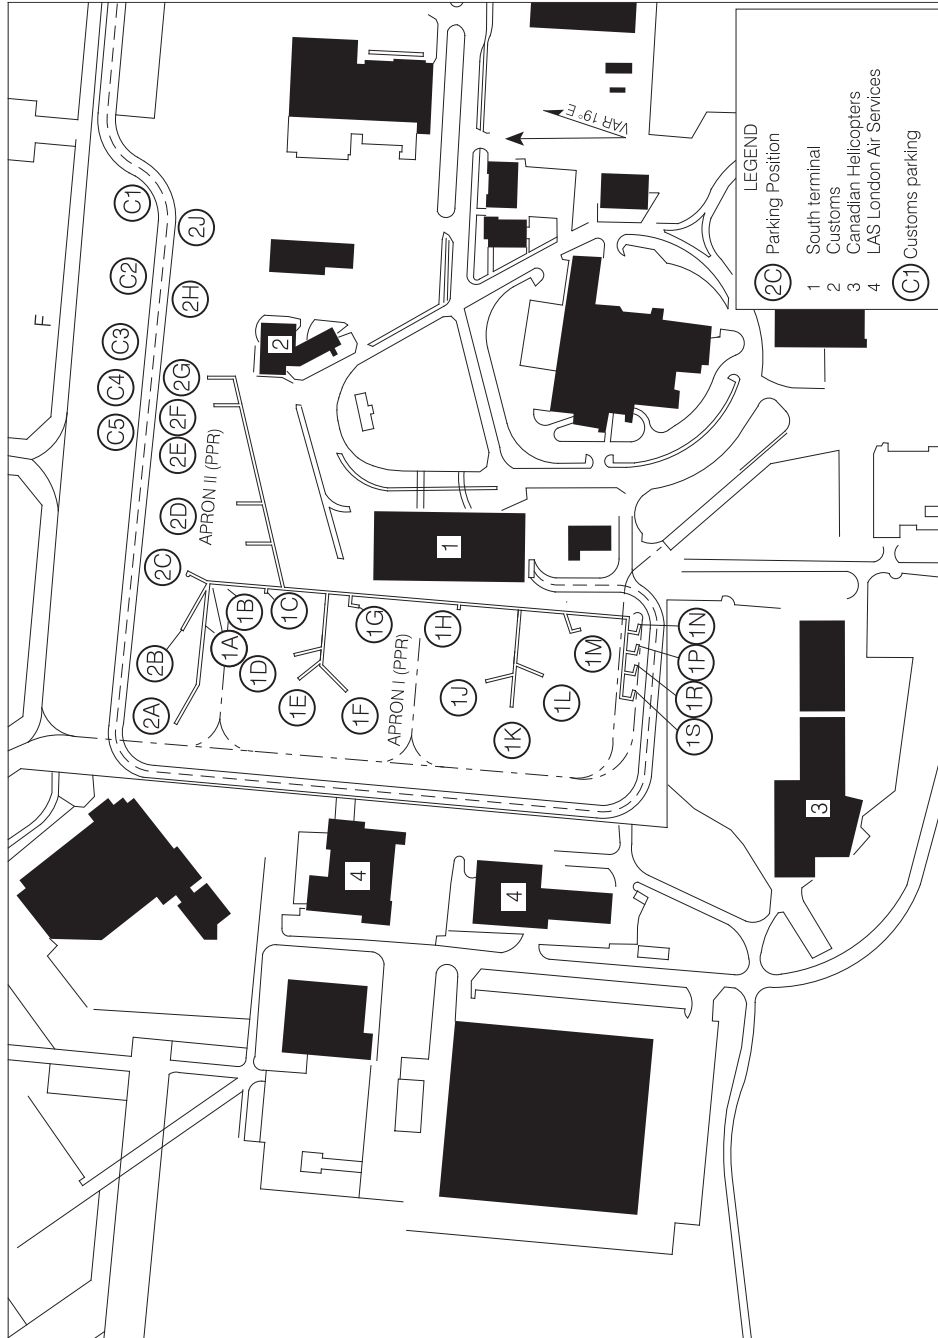 F
C1
C2
C3
C4
C5
2J
2H
2G
2F
2E
2D
2C
2B
2A
APRON II (PPR)
2
1
1A
1B
1C
1D
1E
1F
1G
1H
1J
1K
1L
1M
1N
1P
1R
1S
APRON I (PPR)
4
4
3
VAR 19° E
LEGEND
2C Parking Position
1 South terminal
2 Customs
3 Canadian Helicopters
4 LAS London Air Services
C1 Customs parking